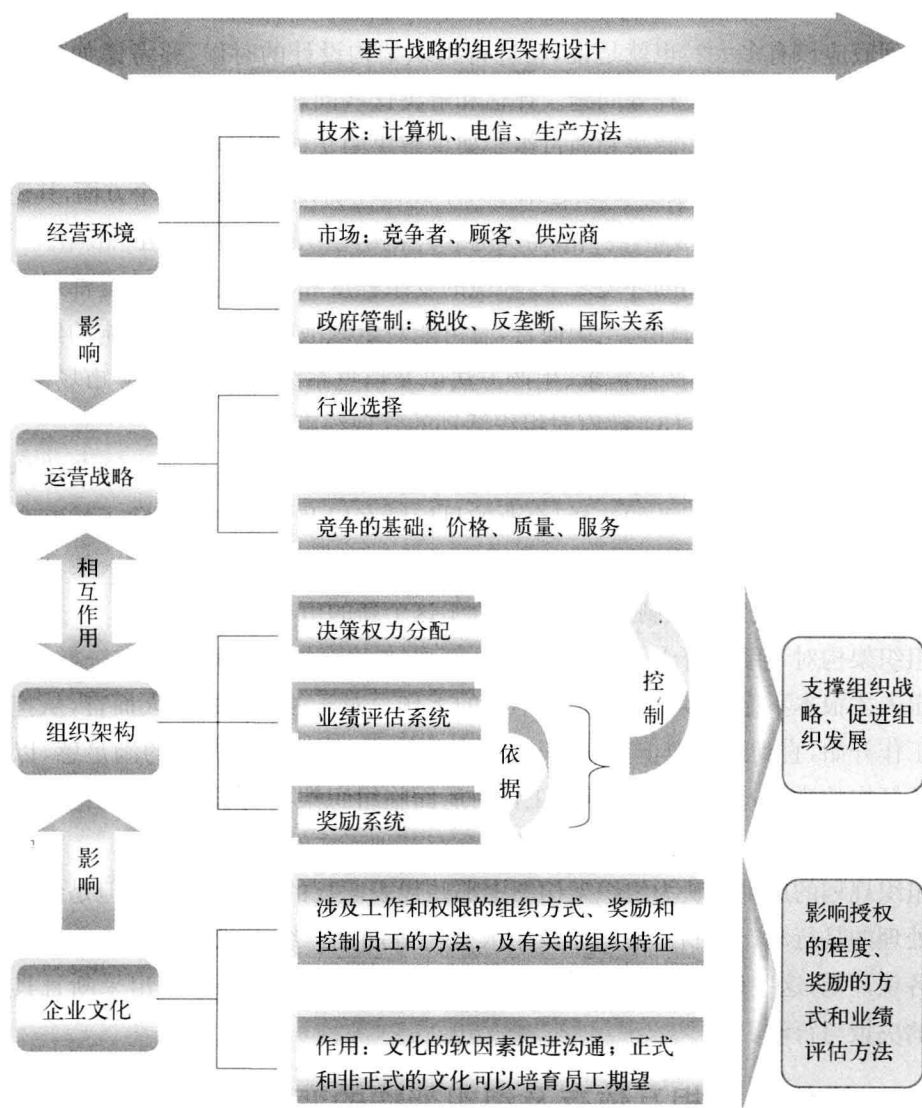 基于战略的组织架构设计
技术：计算机、电信、生产方法
经营环境
市场：竞争者、顾客、供应商
政府管制：税收、反垄断、国际关系
影响
行业选择
运营战略
竞争的基础：价格、质量、服务
相互作用
决策权力分配
组织架构
业绩评估系统
奖励系统
依据
控制
支撑组织战
略、促进组
织发展
影响
涉及工作和权限的组织方式、奖励和
控制员工的方法，及有关的组织特征
企业文化
作用：文化的软因素促进沟通；正式
和非正式的文化可以培育员工期望
影响授权
的程度、
奖励的方
式和业绩
评估方法